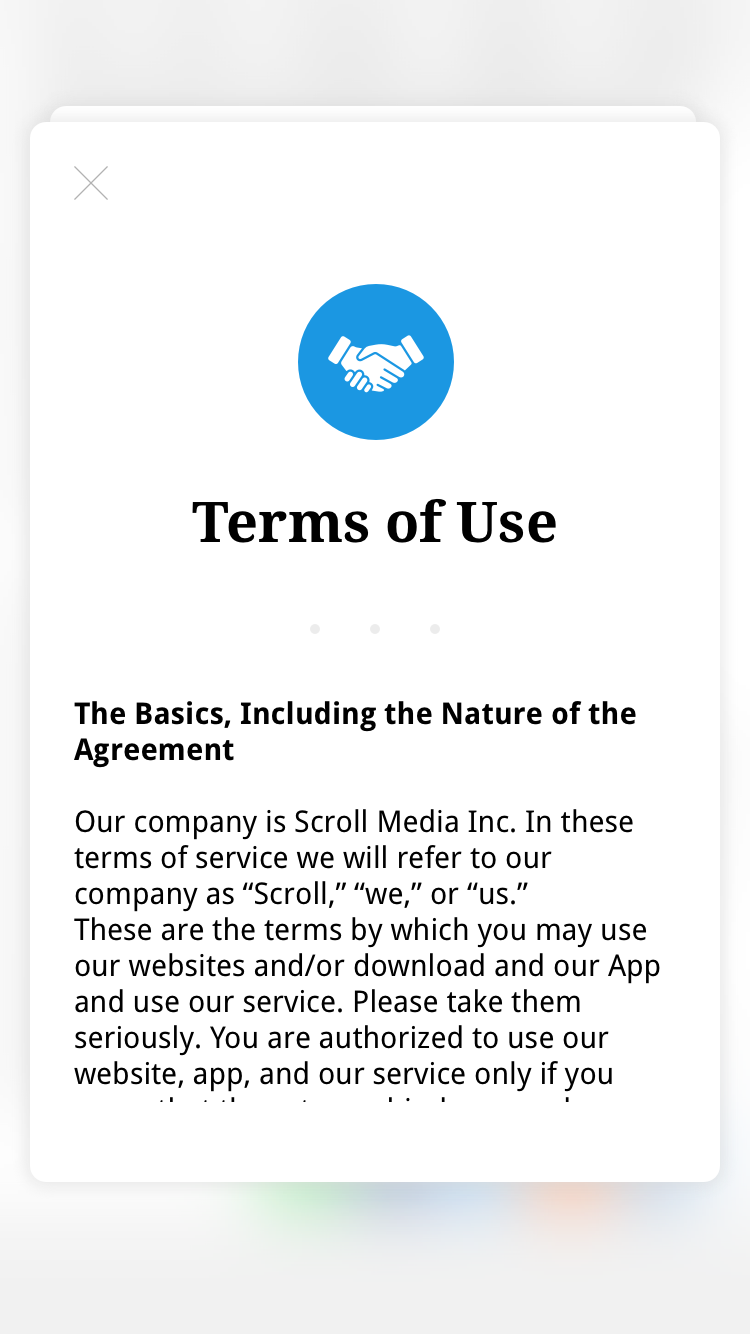 Terms of Use
The Basics, Including the Nature of the
Agreement
Our company is Scroll Media Inc. In these
terms of service we will refer to our
company as “Scroll,” “we,” or “us.”
These are the terms by which you may use
our websites and/or download and our App
and use our service. Please take them
seriously. You are authorized to use our
website, app, and our service only if you